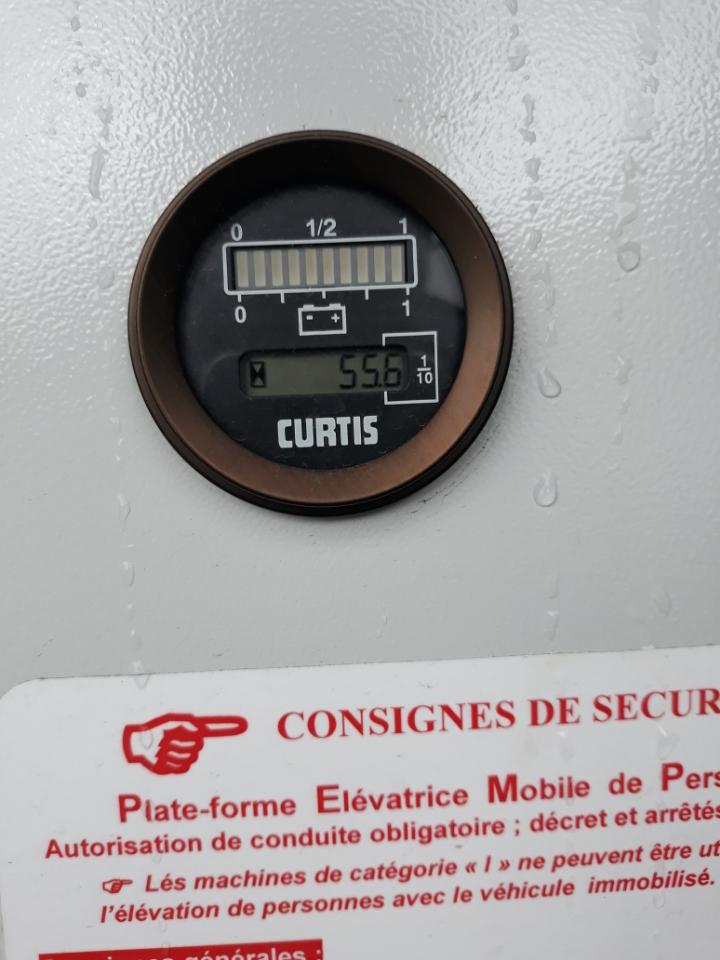 0 1/2 1
0 1
- +
55.6 1/10
CURTIS
CONSIGNES DE SECUR
Plate-forme Elévatrice Mobile de Pers
Autorisation de conduite obligatoire ; décret et arrêtés
Lés machines de catégorie « I » ne peuvent être ut
l'élévation de personnes avec le véhicule immobilisé.
générales :